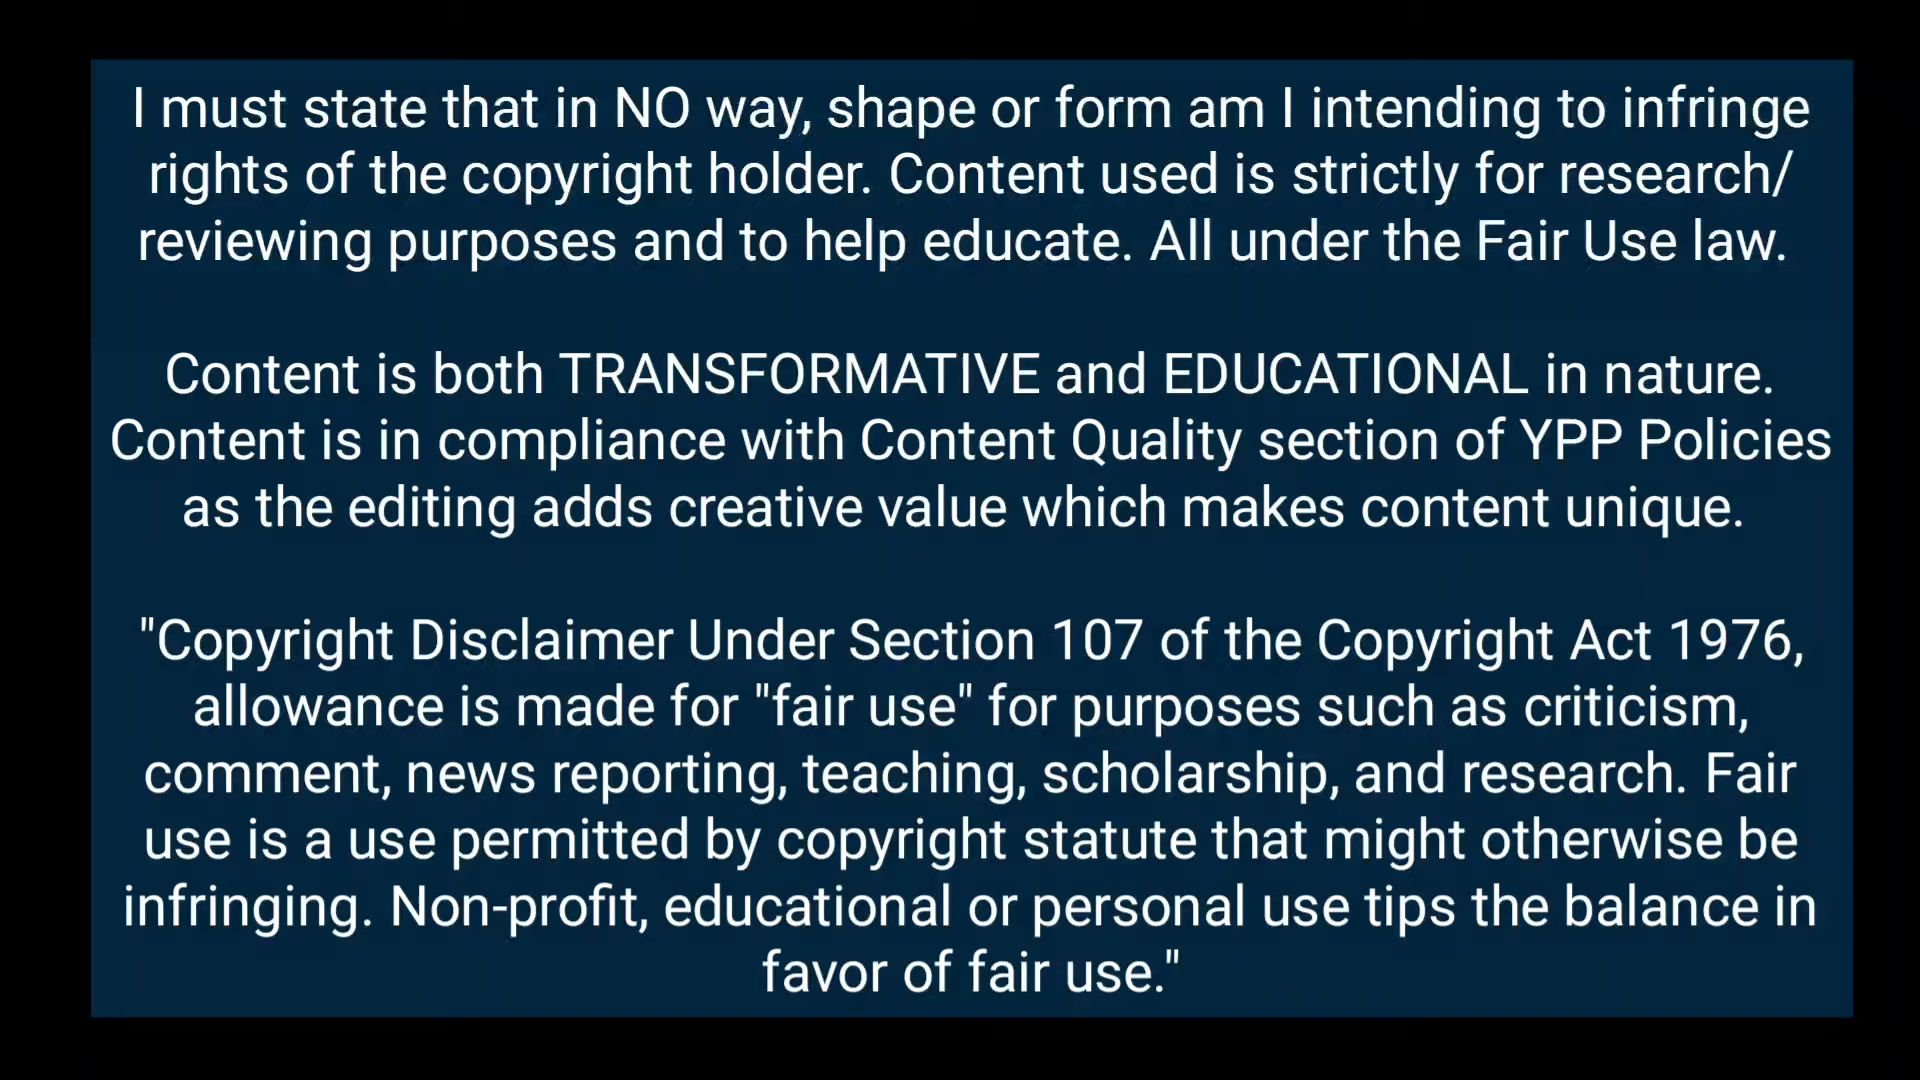 I must state that in NO way, shape or form am I intending to infringe
rights of the copyright holder. Content used is strictly for research/
reviewing purposes and to help educate. All under the Fair Use law.
Content is both TRANSFORMATIVE and EDUCATIONAL in nature.
Content is in compliance with Content Quality section of YPP Policies
as the editing adds creative value which makes content unique.
"Copyright Disclaimer Under Section 107 of the Copyright Act 1976,
allowance is made for "fair use" for purposes such as criticism,
comment, news reporting, teaching, scholarship, and research. Fair
use is a use permitted by copyright statute that might otherwise be
infringing. Non-profit, educational or personal use tips the balance in
favor of fair use."